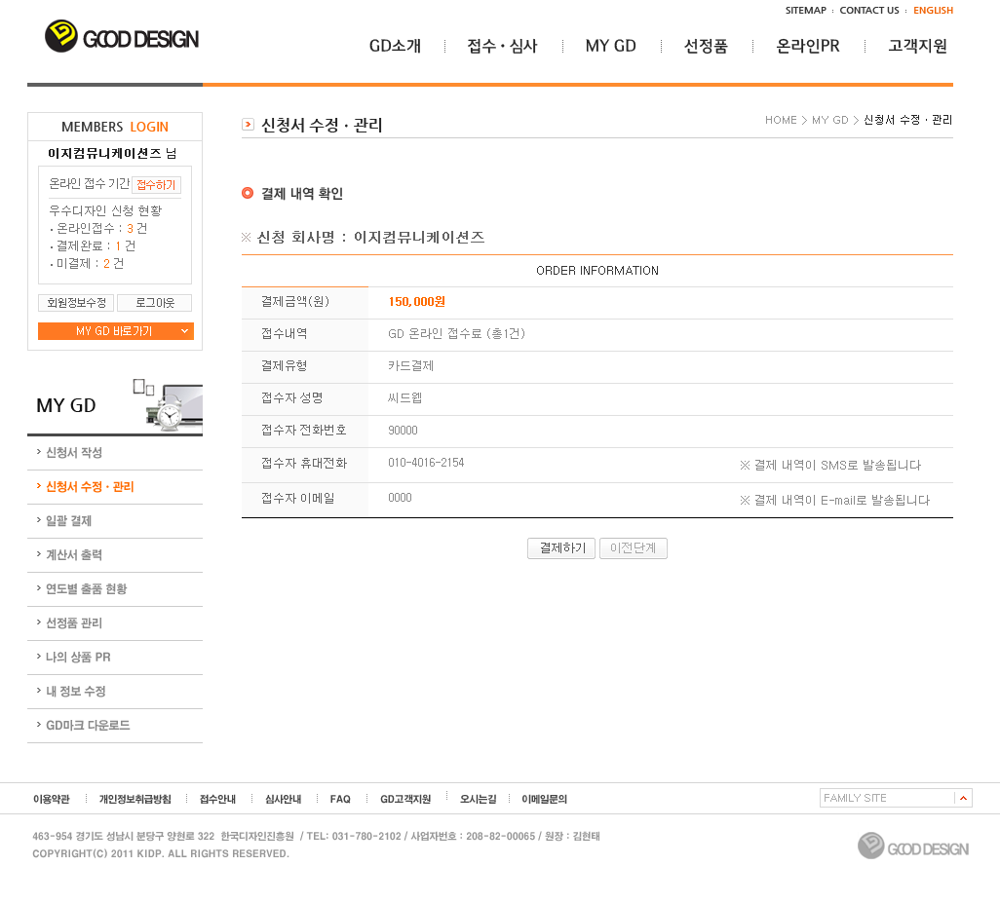 SITEMAP : CONTACT US : ENGLISH
GOOD DESIGN
GD소개 접수·심사 MY GD 선정품 온라인PR 고객지원
MEMBERS LOGIN
이지컴뮤니케이션즈 님
온라인 접수 기간 접수하기
우수디자인 신청 현황
· 온라인접수 : 3 건
· 결제완료 : 1 건
· 미결제 : 2 건
회원정보수정 로그아웃
MY GD 바로가기
MY GD
신청서 작성
신청서 수정·관리
일괄 결제
계산서 출력
연도별 출품 현황
선정품 관리
나의 상품 PR
내 정보 수정
GD마크 다운로드
신청서 수정·관리
HOME > MY GD > 신청서 수정·관리
결제 내역 확인
※ 신청 회사명 : 이지컴뮤니케이션즈
ORDER INFORMATION
결제금액(원) 150,000원
접수내역 GD 온라인 접수료 (총1건)
결제유형 카드결제
접수자 성명 씨드웹
접수자 전화번호 90000
접수자 휴대전화 010-4016-2154 ※ 결제 내역이 SMS로 발송됩니다
접수자 이메일 0000 ※ 결제 내역이 E-mail로 발송됩니다
결제하기 이전단계
이용약관 개인정보취급방침 접수안내 심사안내 FAQ GD고객지원 오시는길 이메일문의
FAMILY SITE
463-954 경기도 성남시 분당구 양현로 322 한국디자인진흥원 / TEL: 031-780-2102 / 사업자번호 : 208-82-00065 / 원장 : 김현태
COPYRIGHT(C) 2011 KIDP. ALL RIGHTS RESERVED.
GOOD DESIGN